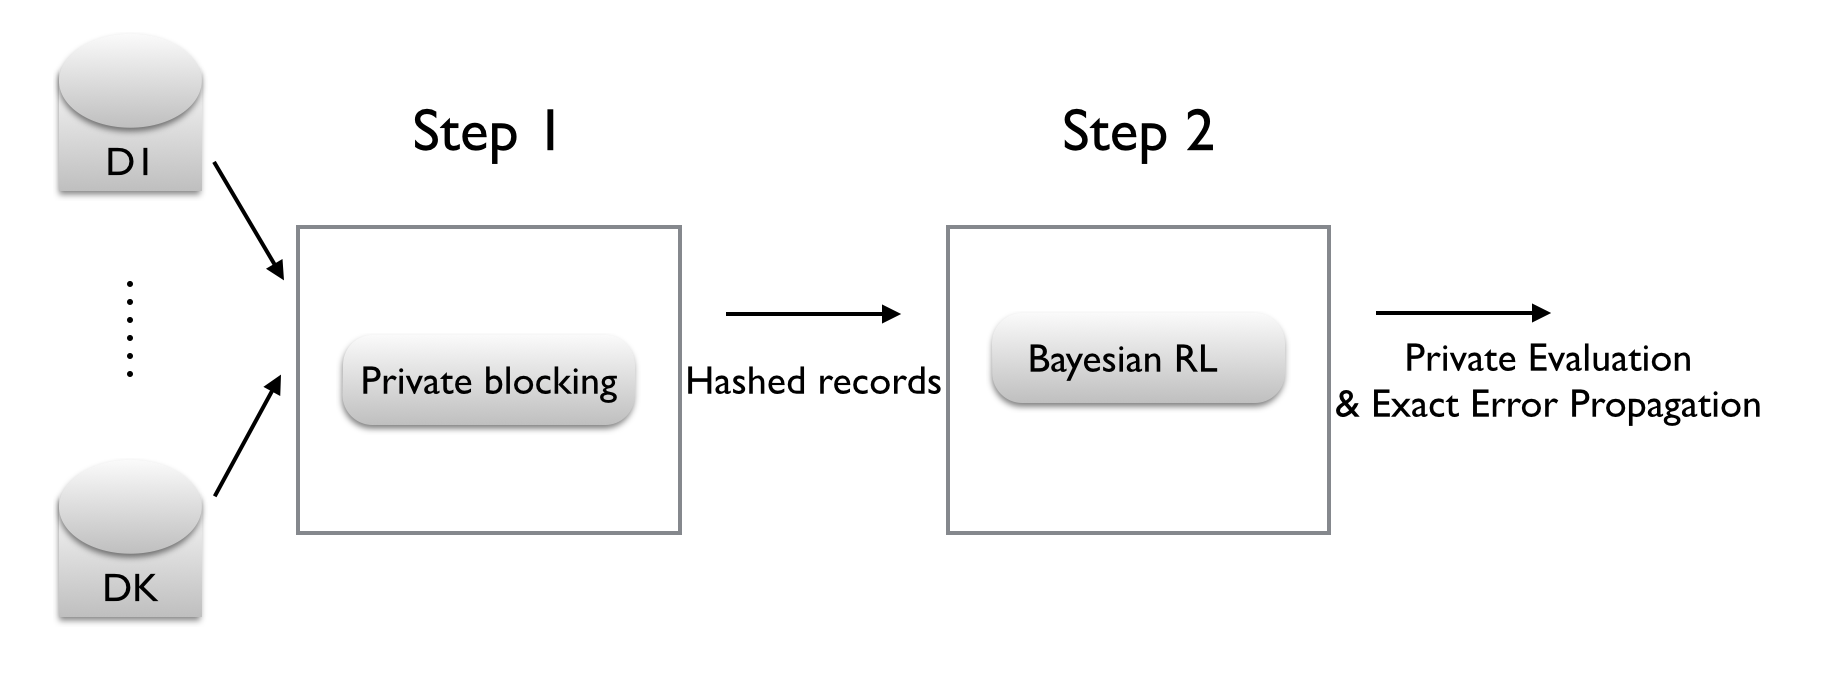 D1
Step 1
Step 2
Private blocking
Hashed records
Bayesian RL
Private Evaluation
& Exact Error Propagation
DK